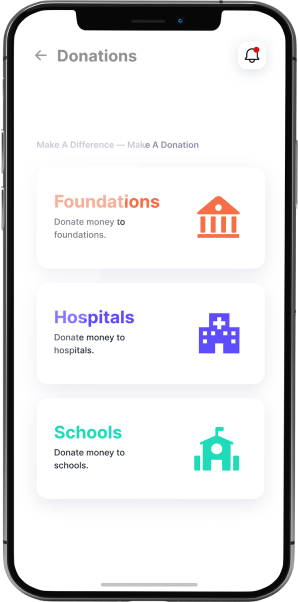 Donations
Make A Difference — Make A Donation
Foundations
Donate money to
foundations.
Hospitals
Donate money to
hospitals.
Schools
Donate money to
schools.